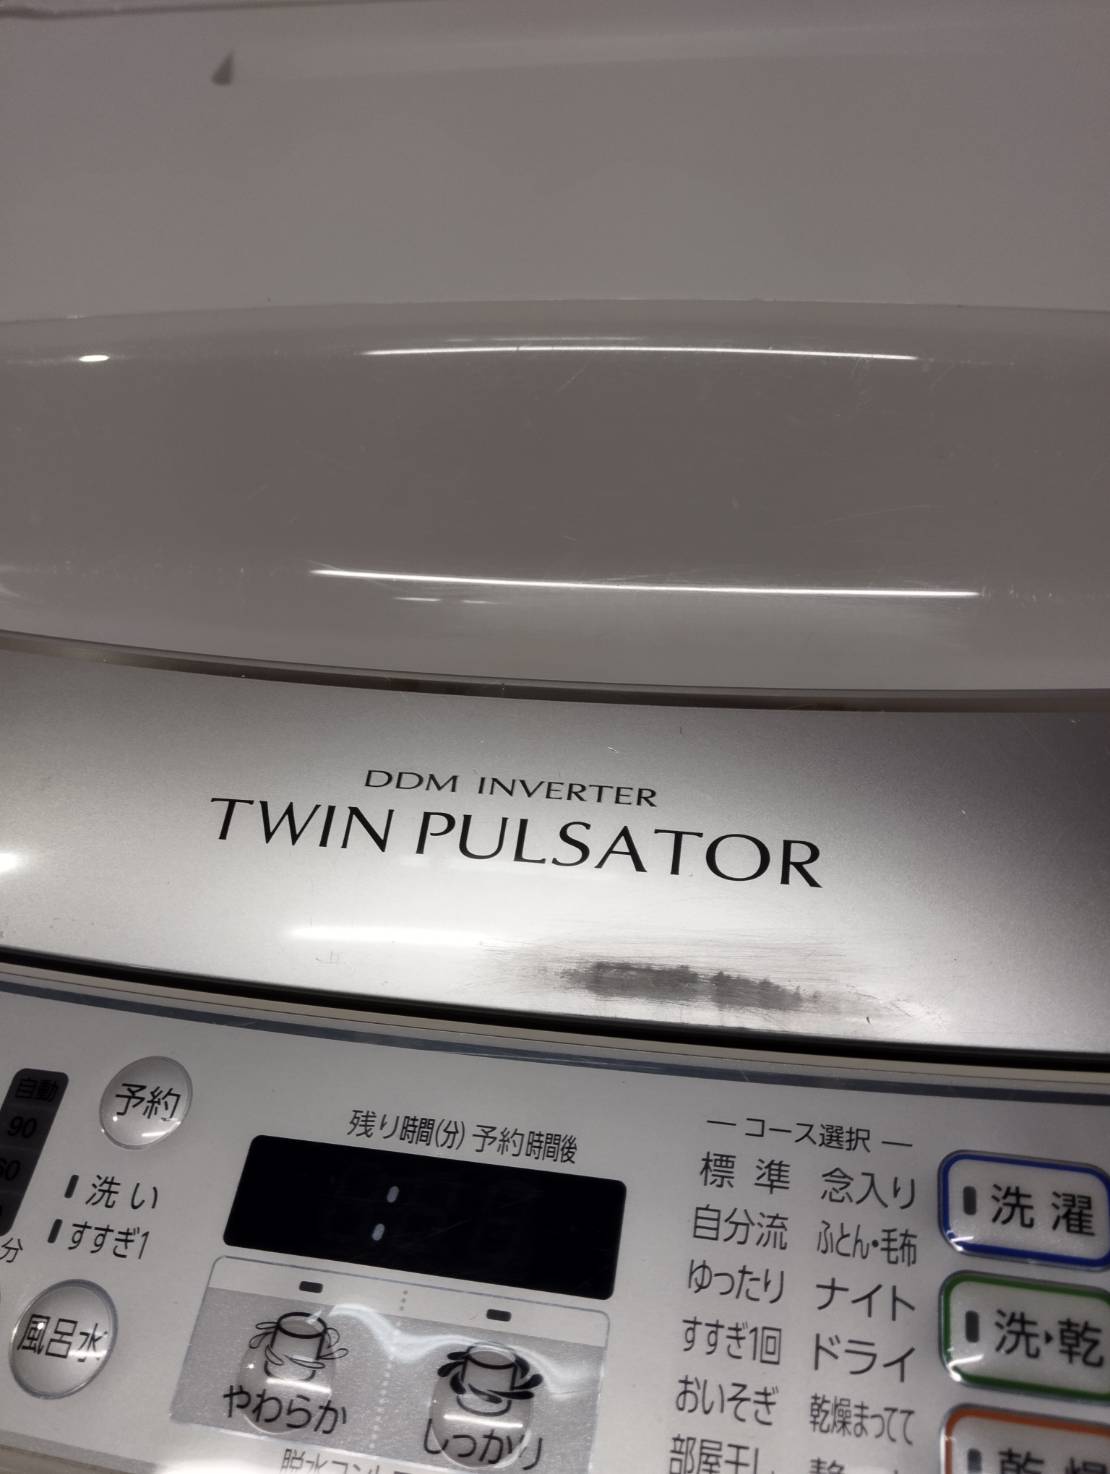 DDM INVERTER
TWIN PULSATOR
自動
90
60
分
予約
洗い
すすぎ1
風呂水
残り時間(分) 予約時間後
やわらか
しっかり
コース選択
標準 念入り
自分流 ふとん・毛布
ゆったり ナイト
すすぎ1回 ドライ
おいそぎ 乾燥まってて
部屋干し
洗濯
洗・乾
乾燥